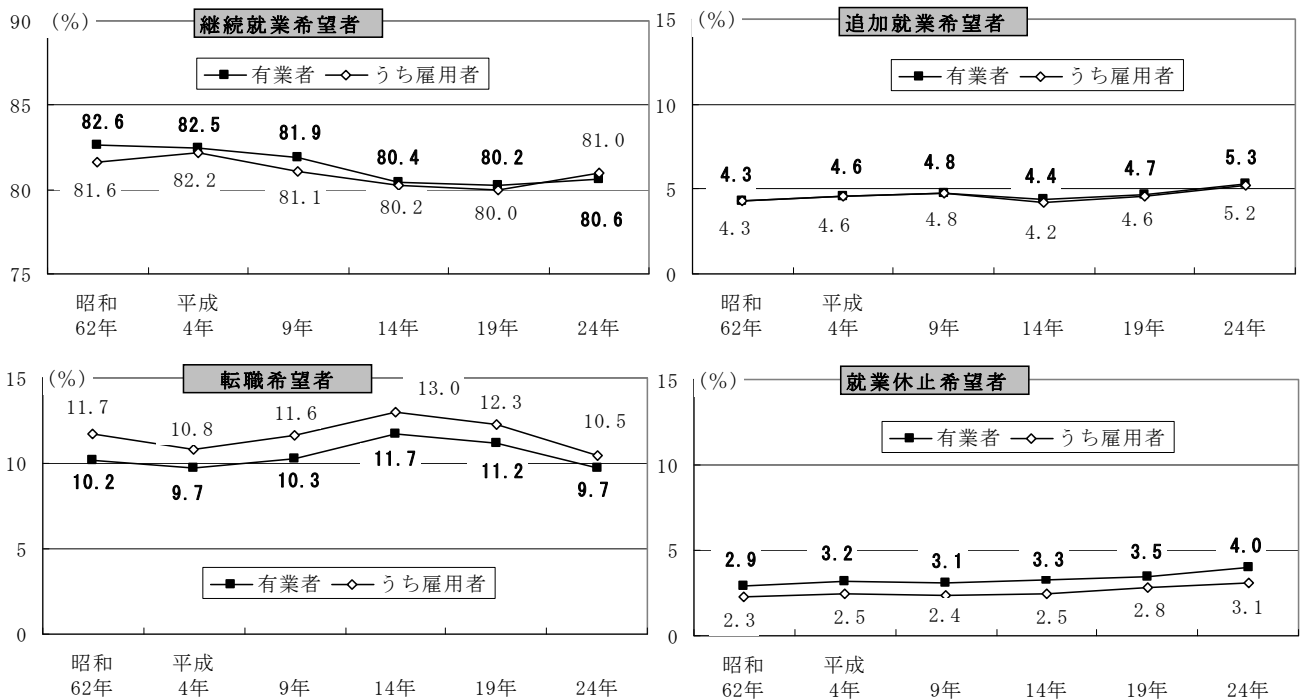 90 (%) 継続就業希望者
有業者 うち雇用者
85
82.6 82.5 81.9 80.4 80.2 81.0
80
81.6 82.2 81.1 80.2 80.0 80.6
75
昭和 平成
62年 4年 9年 14年 19年 24年
15 (%) 追加就業希望者
有業者 うち雇用者
10
4.3 4.6 4.8 4.4 4.7 5.3
5
4.3 4.6 4.8 4.2 4.6 5.2
0
昭和 平成
62年 4年 9年 14年 19年 24年
15 (%) 転職希望者
11.7 10.8 11.6 13.0 12.3 10.5
10
10.2 9.7 10.3 11.7 11.2 9.7
5
有業者 うち雇用者
0
昭和 平成
62年 4年 9年 14年 19年 24年
15 (%) 就業休止希望者
有業者 うち雇用者
10
5
2.9 3.2 3.1 3.3 3.5 4.0
2.3 2.5 2.4 2.5 2.8 3.1
0
昭和 平成
62年 4年 9年 14年 19年 24年